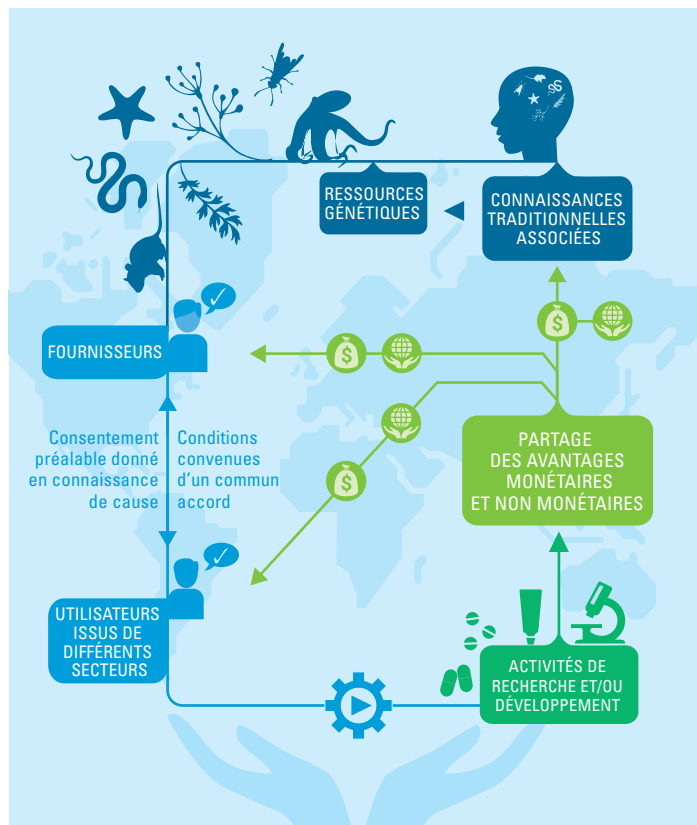 RESSOURCES
GÉNÉTIQUES
CONNAISSANCES
TRADITIONNELLES
ASSOCIÉES
FOURNISSEURS
Consentement
préalable donné
en connaissance
de cause
Conditions
convenues
d'un commun
accord
PARTAGE
DES AVANTAGES
MONÉTAIRES
ET NON MONÉTAIRES
UTILISATEURS
ISSUS DE
DIFFÉRENTS
SECTEURS
ACTIVITÉS DE
RECHERCHE ET/OU
DÉVELOPPEMENT
$
$
$